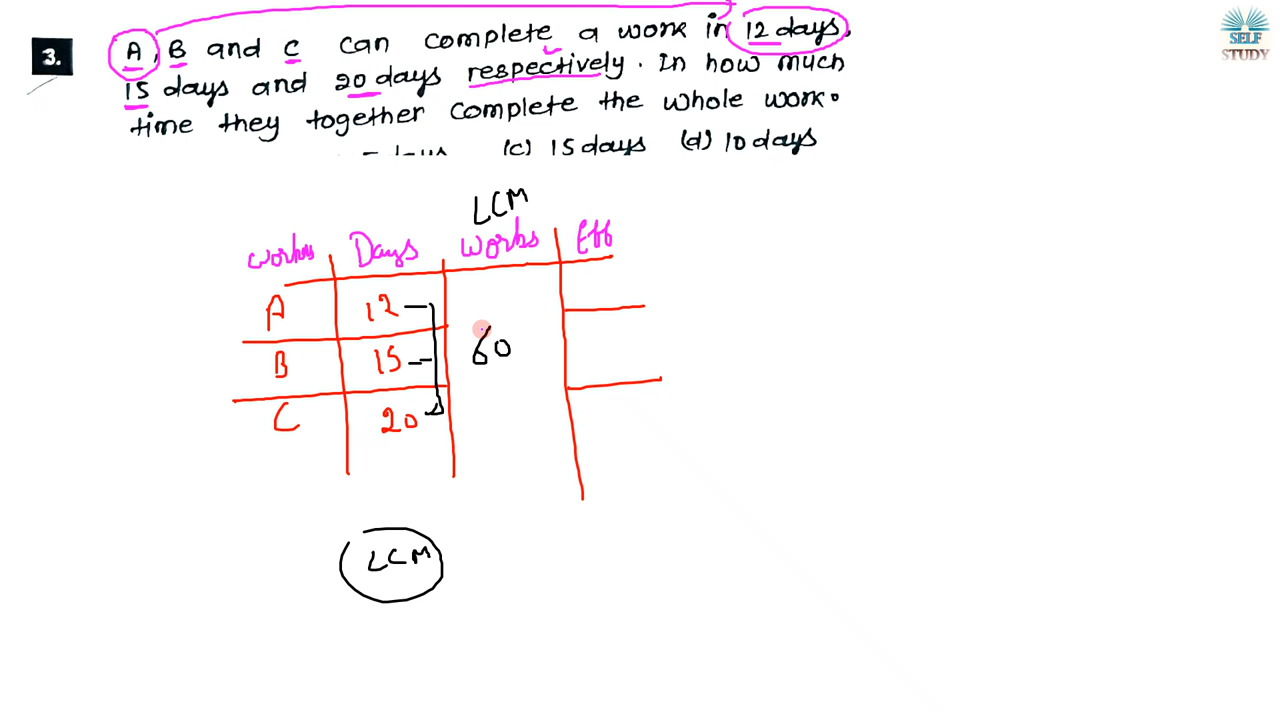 3.
A, B and C can complete a work in 12 days,
15 days and 20 days respectively. In how much
time they together complete the whole work.
days (c) 15 days (d) 10 days
SELF
STUDY
LCM
Days Works Eff
A 12
B 15 60
C 20
LCM